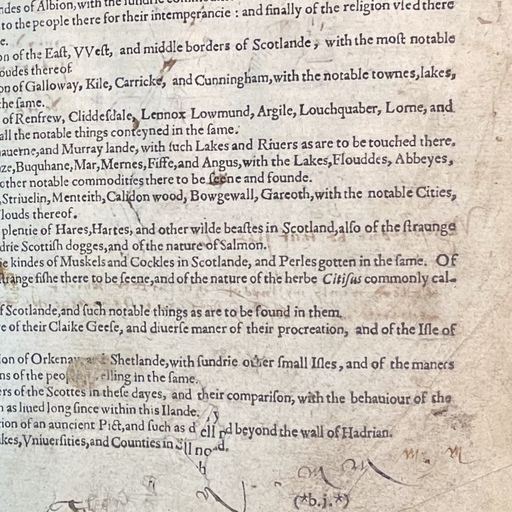 ndes of Albion, with the
to the people there for their intemperancie : and finally of the religion vsed there
e.
on of the Eaſt, VVeſt, and middle borders of Scotlande, with the moſt notable
oudes thereof
on of Galloway, Kile, Carricke, and Cunningham, with the notable townes, lakes,
the ſame.
of Renfrew, Cliddeſdale, Lennox Lowmund, Argile, Louchquaber, Lorne, and
all the notable things conteyned in the ſame.
auerne, and Murray lande, with ſuch Lakes and Riuers as are to be touched there.
ze, Buquhane, Mar, Mernes, Fiffe, and Angus, with the Lakes, Flouddes, Abbeyes,
other notable commodities there to be ſeene and founde.
Striuelin, Menteith, Calidon wood, Bowgewall, Gareoth, with the notable Cities,
louds thereof.
plentie of Hares, Hartes, and other wilde beaſtes in Scotland, alſo of the ſtraunge
drie Scottiſh dogges, and of the nature of Salmon.
ie kindes of Muskels and Cockles in Scotlande, and Perles gotten in the ſame. Of
ſtrange fiſhe there to be ſeene, and of the nature of the herbe Citiſus commonly cal-
f Scotlande, and ſuch notable things as are to be found in them.
re of their Claike Geeſe, and diuerſe maner of their procreation, and of the Iſle of
ion of Orkenay Shetlande, with ſundrie other ſmall Iſles, and of the maners
ns of the peo elling in the ſame.
ers of the Scottes in theſe dayes, and their compariſon, with the behauiour of the
n as liued long ſince within this Ilande.
tion of an auncient Pict, and ſuch as d ell d beyond the wall of Hadrian.
kes, Vniuerſities, and Counties in
(*b.j.*)